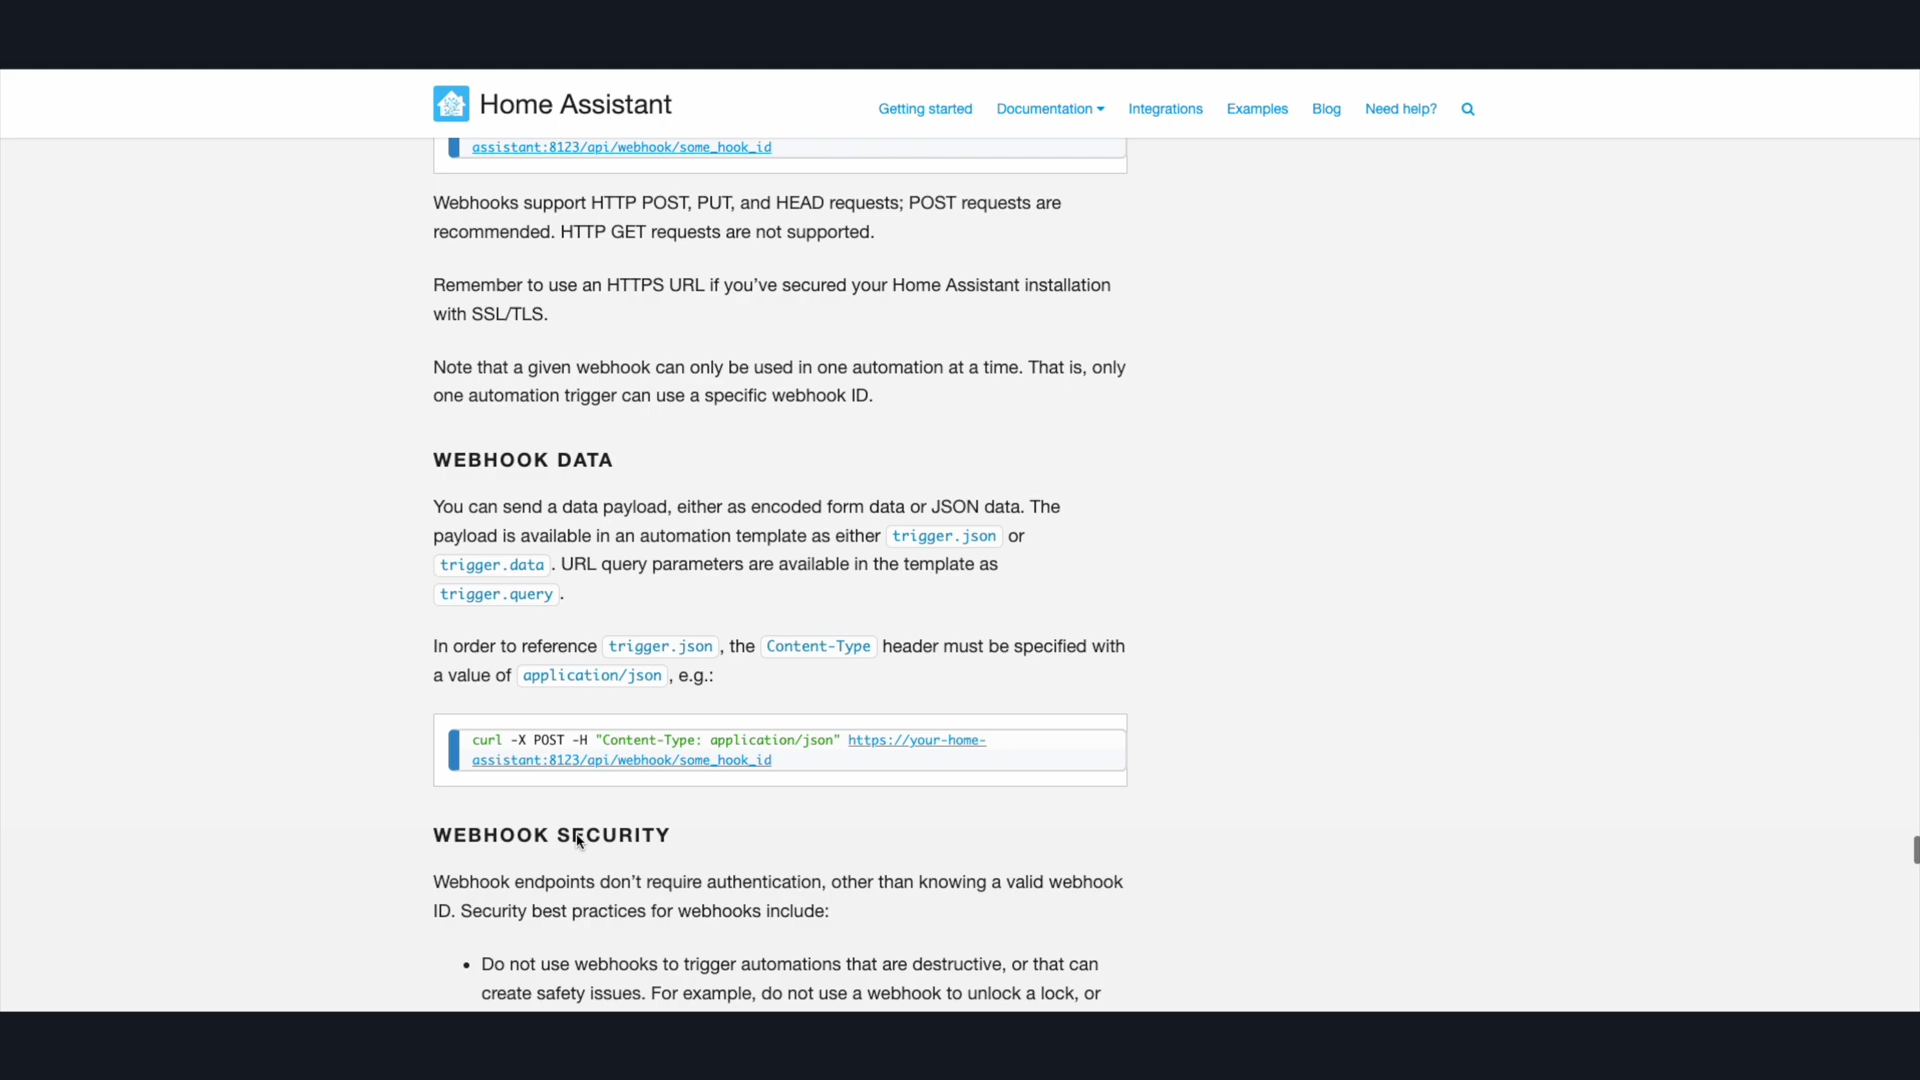 Home Assistant
Getting started
Documentation
Integrations
Examples
Blog
Need help?
assistant:8123/api/webhook/some_hook_id
Webhooks support HTTP POST, PUT, and HEAD requests; POST requests are
recommended. HTTP GET requests are not supported.
Remember to use an HTTPS URL if you’ve secured your Home Assistant installation
with SSL/TLS.
Note that a given webhook can only be used in one automation at a time. That is, only
one automation trigger can use a specific webhook ID.
WEBHOOK DATA
You can send a data payload, either as encoded form data or JSON data. The
payload is available in an automation template as either trigger.json or
trigger.data. URL query parameters are available in the template as
trigger.query.
In order to reference trigger.json, the Content-Type header must be specified with
a value of application/json, e.g.:
curl -X POST -H "Content-Type: application/json" https://your-home-
assistant:8123/api/webhook/some_hook_id
WEBHOOK SECURITY
Webhook endpoints don’t require authentication, other than knowing a valid webhook
ID. Security best practices for webhooks include:
• Do not use webhooks to trigger automations that are destructive, or that can
create safety issues. For example, do not use a webhook to unlock a lock, or